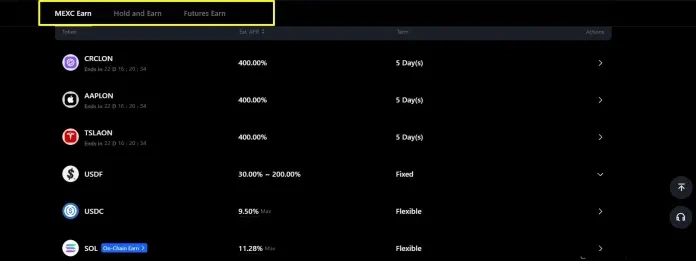 MEXC Earn Hold and Earn Futures Earn
Token Est. APR Term Actions
CRCLON 400.00% 5 Day(s)
Ends in 22 D 16 : 20 : 34
AAPLON 400.00% 5 Day(s)
Ends in 22 D 16 : 20 : 34
TSLAON 400.00% 5 Day(s)
Ends in 22 D 16 : 20 : 34
USDF 30.00% ~ 200.00% Fixed
USDC 9.50% Max Flexible
SOL On-Chain Earn 11.28% Max Flexible